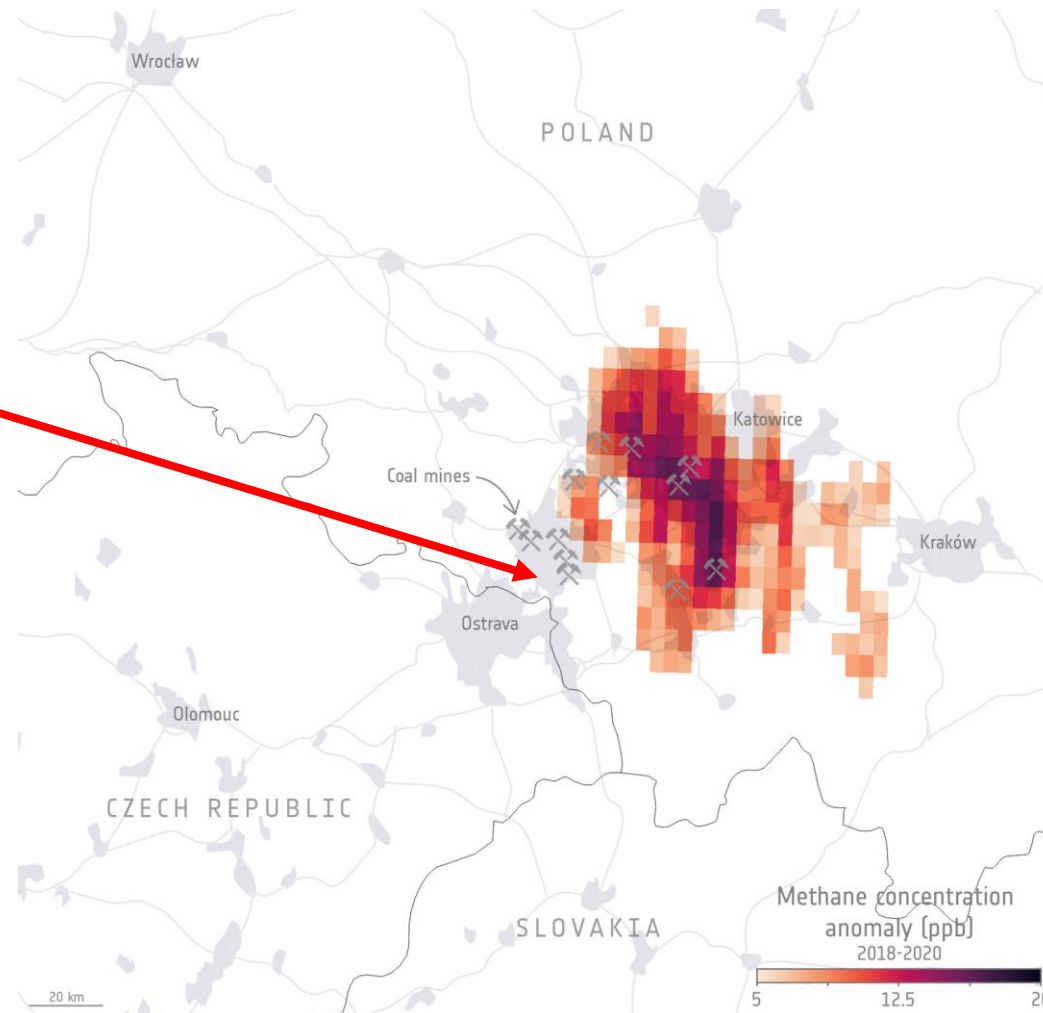 Wrocław
POLAND
Katowice
Coal mines
Kraków
Ostrava
Olomouc
CZECH REPUBLIC
SLOVAKIA
Methane concentration
anomaly (ppb)
2018-2020
20 km
5 12.5